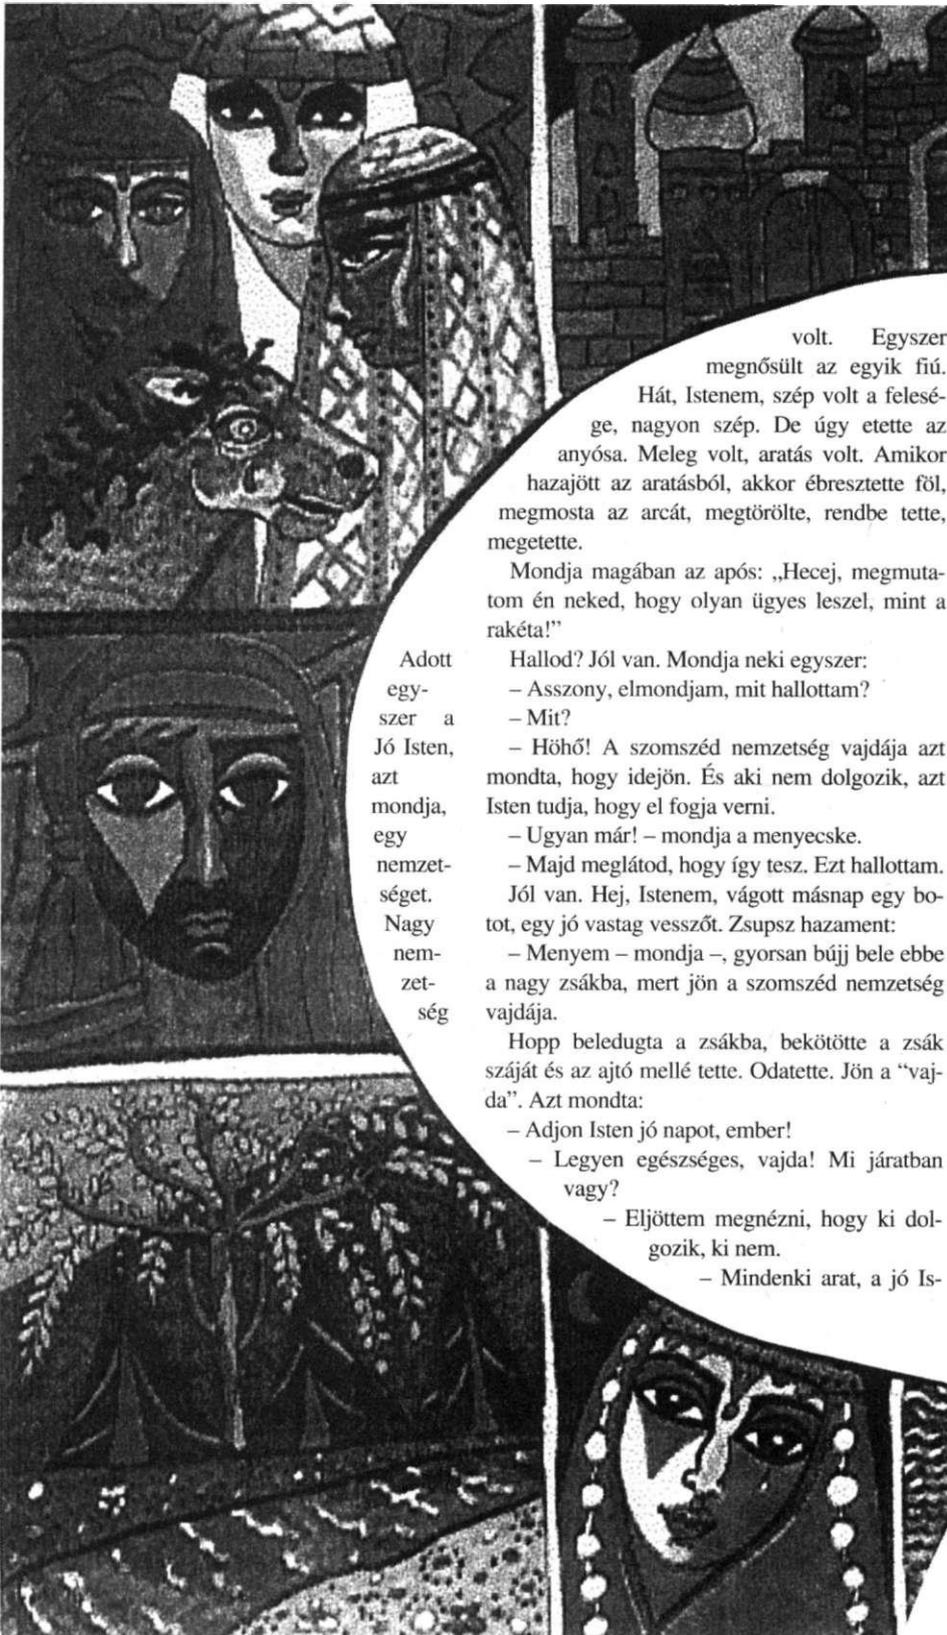 Adott
egy-
szer a
Jó Isten,
azt
mondja,
egy
nemzet-
séget.
Nagy
nem-
zet-
ség
volt. Egyszer
megnősült az egyik fiú.
Hát, Istenem, szép volt a felesé-
ge, nagyon szép. De úgy etette az
anyósa. Meleg volt, aratás volt. Amikor
hazajött az aratásból, akkor ébresztette föl,
megmosta az arcát, megtörölte, rendbe tette,
megetette.
Mondja magában az após: „Hecej, megmuta-
tom én neked, hogy olyan ügyes leszel, mint a
rakéta!”
Hallod? Jól van. Mondja neki egyszer:
– Asszony, elmondjam, mit hallottam?
– Mit?
– Höhő! A szomszéd nemzetség vajdája azt
mondta, hogy idejön. És aki nem dolgozik, azt
Isten tudja, hogy el fogja verni.
– Ugyan már! – mondja a menyecske.
– Majd meglátod, hogy így tesz. Ezt hallottam.
Jól van. Hej, Istenem, vágott másnap egy bo-
tot, egy jó vastag vesszőt. Zsupsz hazament:
– Menyem – mondja –, gyorsan bújj bele ebbe
a nagy zsákba, mert jön a szomszéd nemzetség
vajdája.
Hopp beledugta a zsákba, bekötötte a zsák
száját és az ajtó mellé tette. Odatette. Jön a “vaj-
da”. Azt mondta:
– Adjon Isten jó napot, ember!
– Legyen egészséges, vajda! Mi járatban
vagy?
– Eljöttem megnézni, hogy ki dol-
gozik, ki nem.
– Mindenki arat, a jó Is-